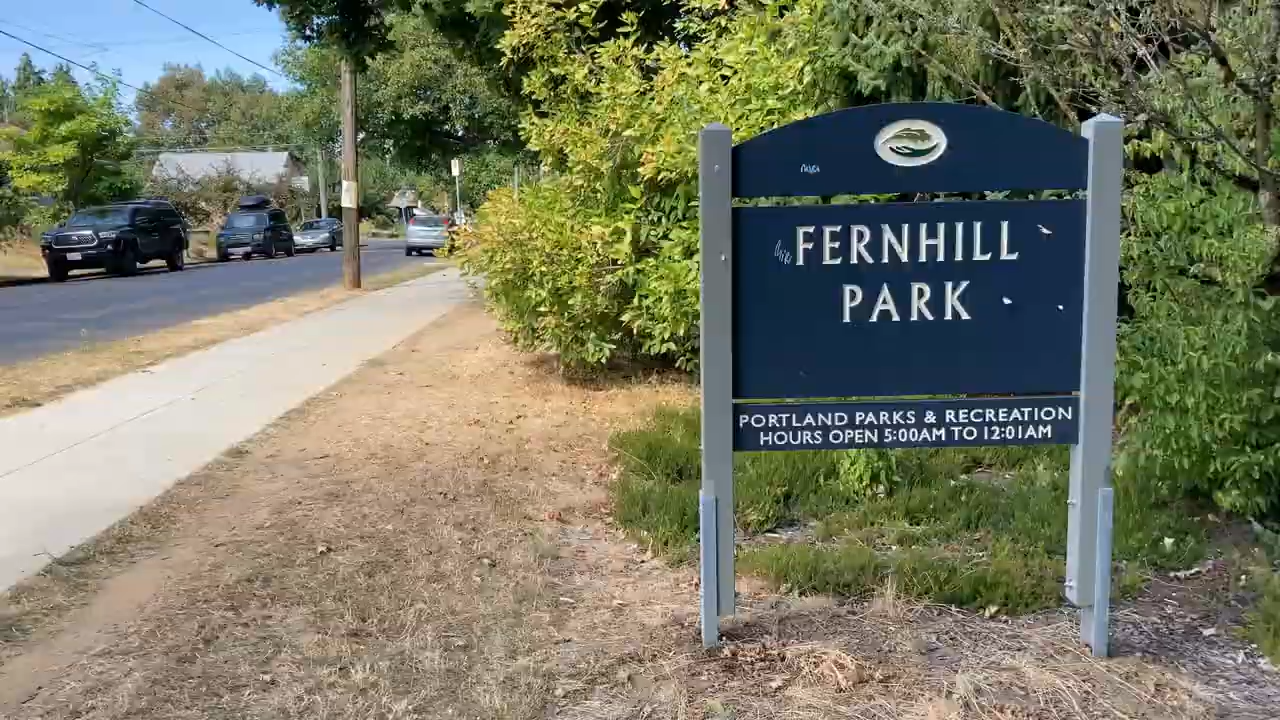 FERNHILL
PARK
PORTLAND PARKS & RECREATION
HOURS OPEN 5:00AM TO 12:01AM